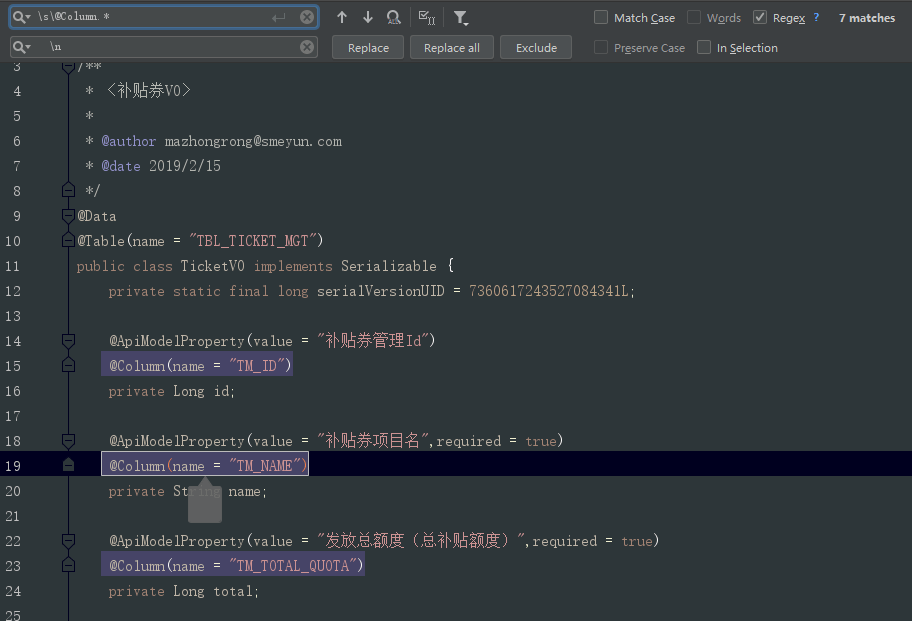 \s\@Column.*
Match Case
Words
Regex
?
7 matches
\n
Replace
Replace all
Exclude
Preserve Case
In Selection
3 /**
4 * <补贴券VO>
5 *
6 * @author mazhongrong@smeyun.com
7 * @date 2019/2/15
8 */
9 @Data
10 @Table(name = "TBL_TICKET_MGT")
11 public class TicketVO implements Serializable {
12 private static final long serialVersionUID = 7360617243527084341L;
13
14 @ApiModelProperty(value = "补贴券管理Id")
15 @Column(name = "TM_ID")
16 private Long id;
17
18 @ApiModelProperty(value = "补贴券项目名",required = true)
19 @Column(name = "TM_NAME")
20 private String name;
21
22 @ApiModelProperty(value = "发放总额度（总补贴额度）",required = true)
23 @Column(name = "TM_TOTAL_QUOTA")
24 private Long total;
25